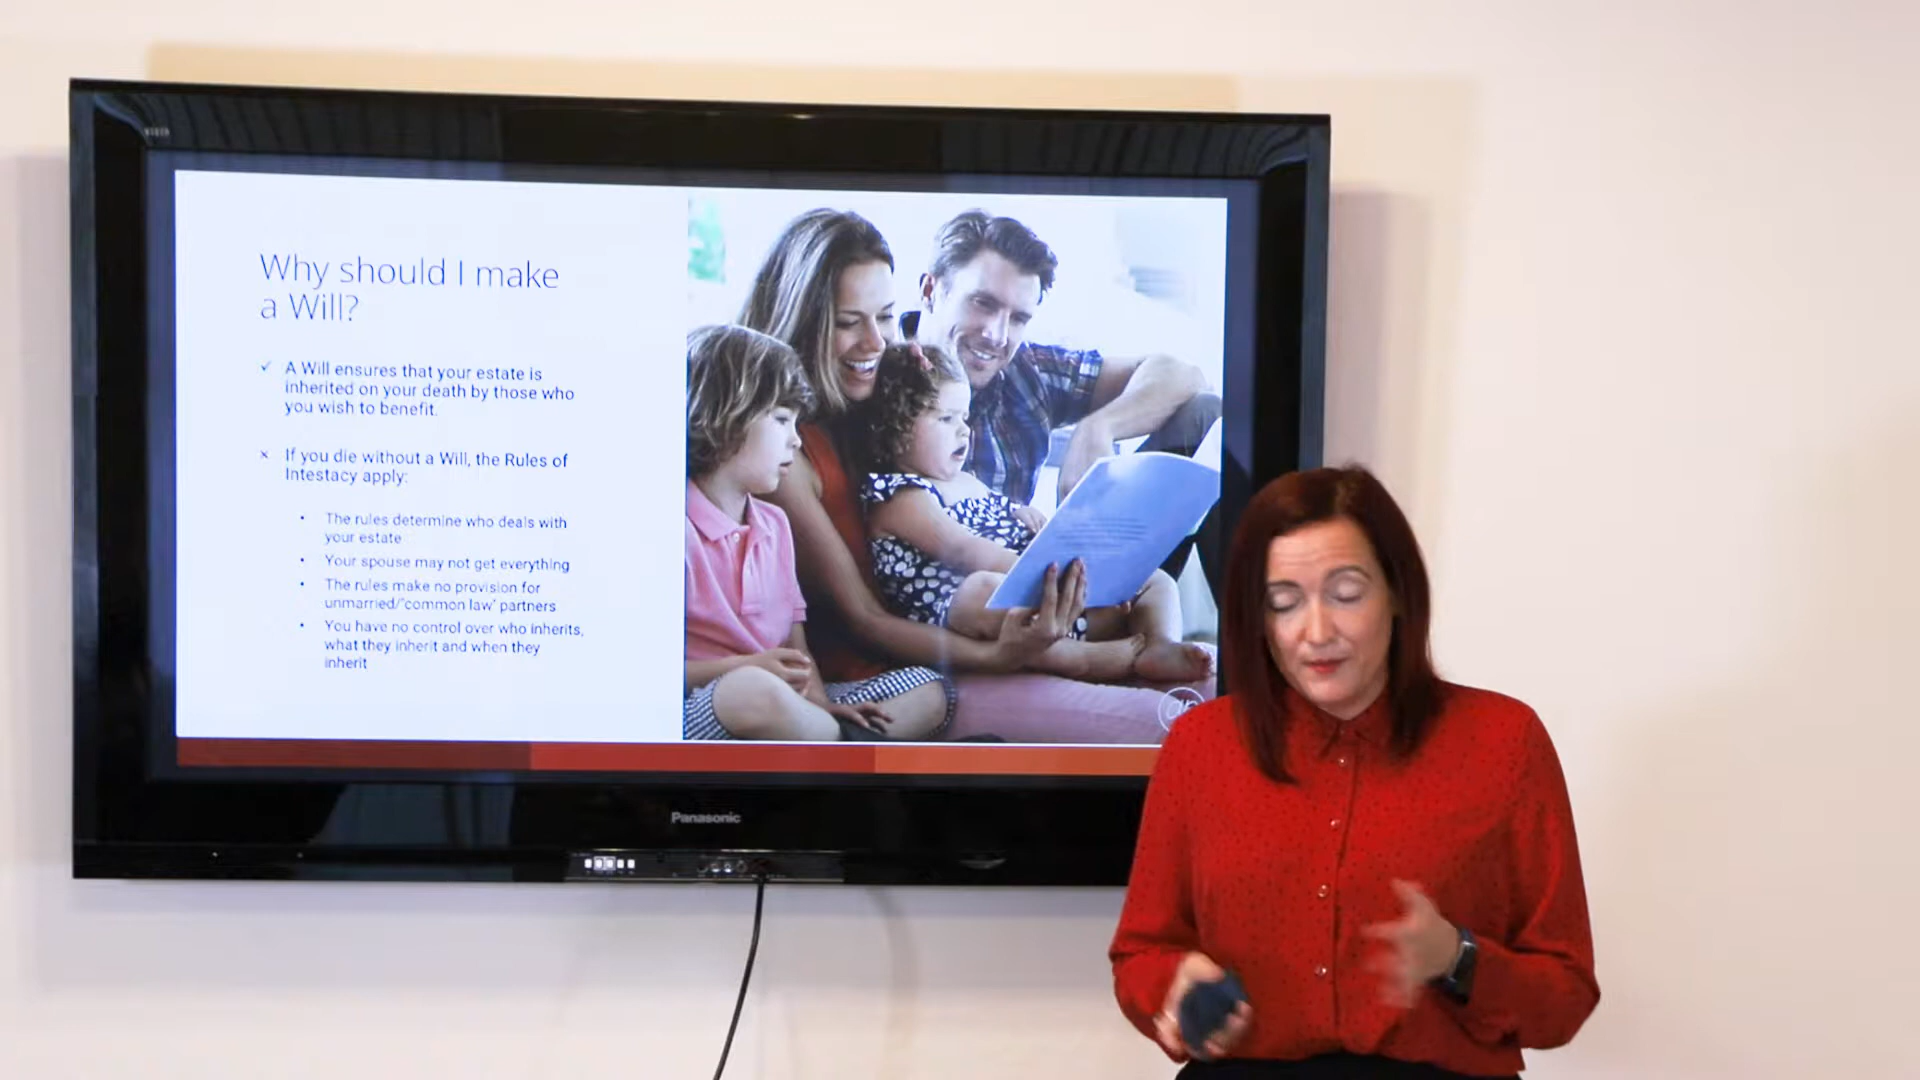 Why should I make
a Will?
✓ A Will ensures that your estate is
inherited on your death by those who
you wish to benefit.
× If you die without a Will, the Rules of
Intestacy apply:
• The rules determine who deals with
your estate
• Your spouse may not get everything
• The rules make no provision for
unmarried/"common law" partners
• You have no control over who inherits,
what they inherit and when they
inherit
Panasonic